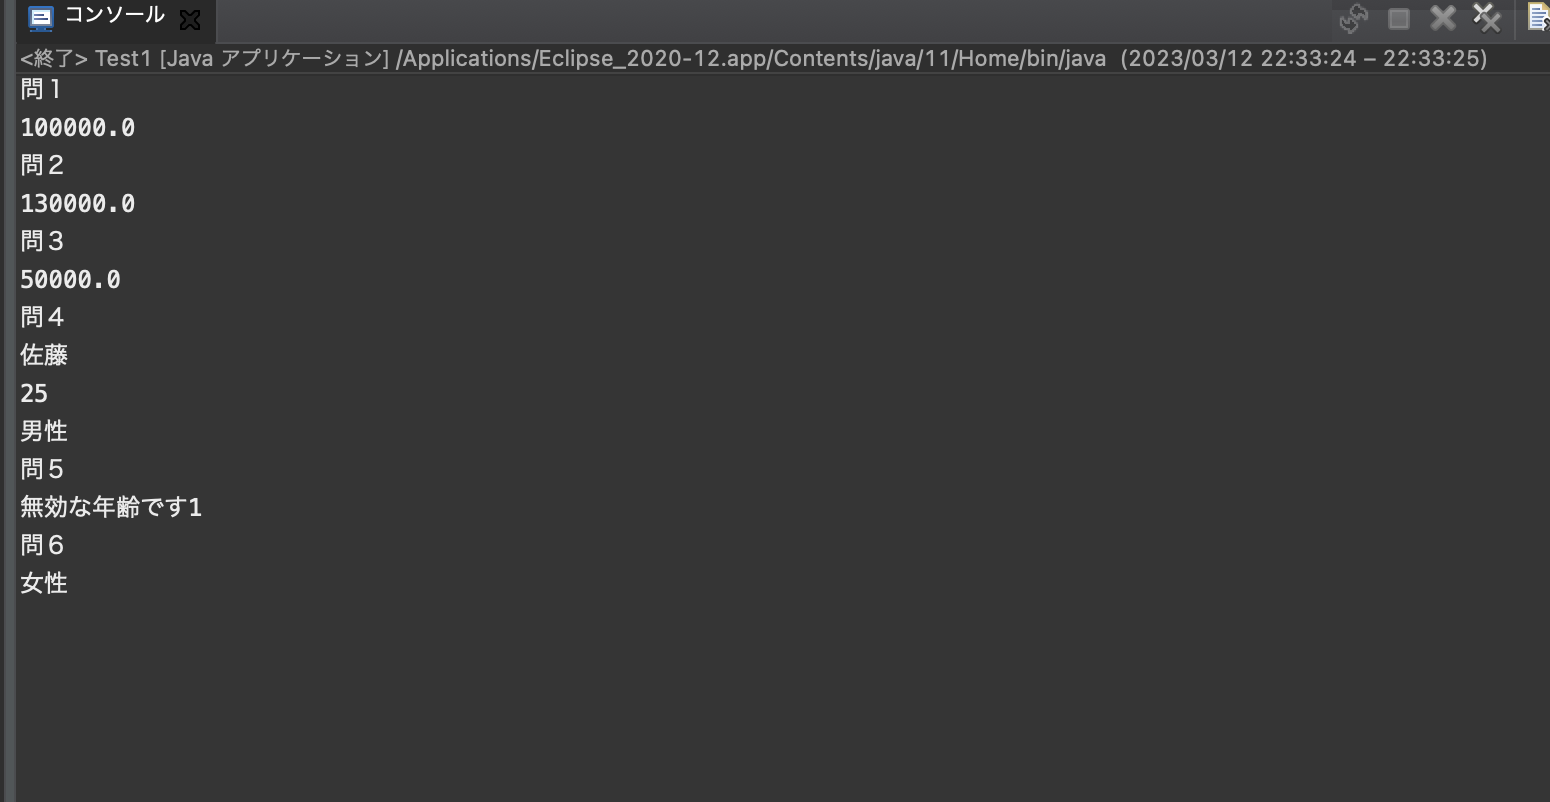 コンソール
<終了> Test1 [Java アプリケーション] /Applications/Eclipse_2020-12.app/Contents/java/11/Home/bin/java (2023/03/12 22:33:24 – 22:33:25)
問１
100000.0
問２
130000.0
問３
50000.0
問４
佐藤
25
男性
問５
無効な年齢です1
問６
女性